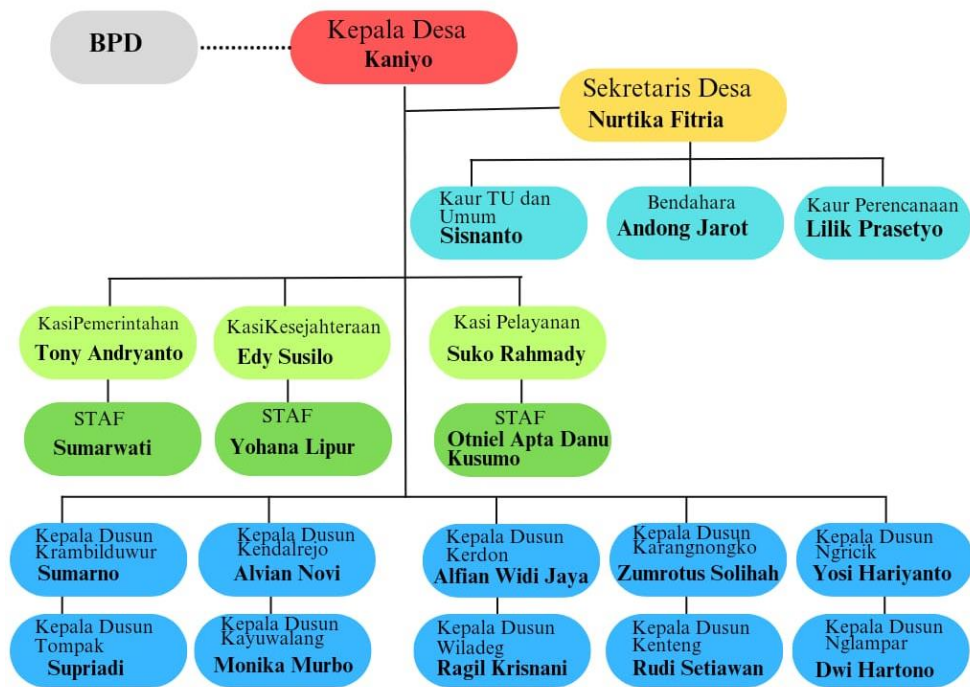 BPD
Kepala Desa
Kaniyo
Sekretaris Desa
Nurtika Fitria
Kaur TU dan
Umum
Sisnanto
Bendahara
Andong Jarot
Kaur Perencanaan
Lilik Prasetyo
KasiPemerintahan
Tony Andryanto
KasiKesejahteraan
Edy Susilo
Kasi Pelayanan
Suko Rahmady
STAF
Sumarwati
STAF
Yohana Lipur
STAF
Otniel Apta Danu
Kusumo
Kepala Dusun
Krambilduwur
Sumarno
Kepala Dusun
Kendalrejo
Alvian Novi
Kepala Dusun
Kerdon
Alfian Widi Jaya
Kepala Dusun
Karangnongko
Zumrotus Solihah
Kepala Dusun
Ngricik
Yosi Hariyanto
Kepala Dusun
Tompak
Supriadi
Kepala Dusun
Kayuwalang
Monika Murbo
Kepala Dusun
Wiladeg
Ragil Krisnani
Kepala Dusun
Kenteng
Rudi Setiawan
Kepala Dusun
Nglampar
Dwi Hartono